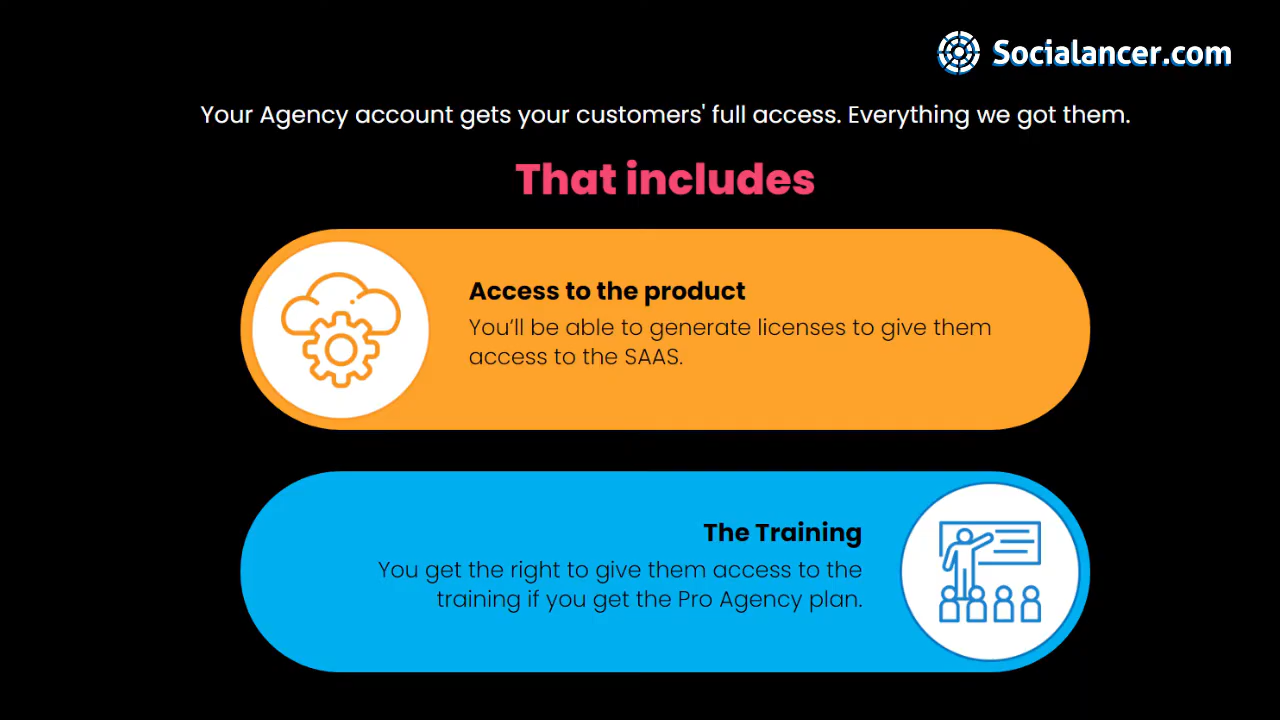 Socialancer.com
Your Agency account gets your customers' full access. Everything we got them.
That includes
Access to the product
You’ll be able to generate licenses to give them
access to the SAAS.
The Training
You get the right to give them access to the
training if you get the Pro Agency plan.